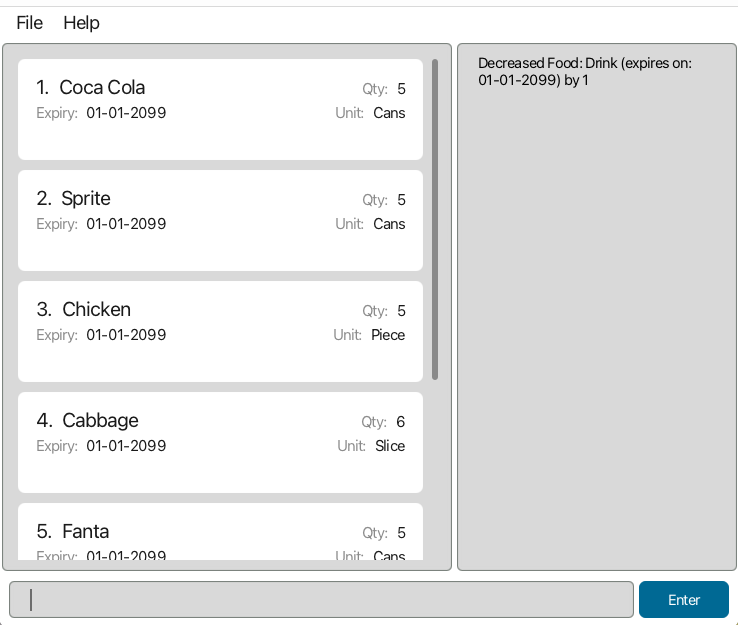 File Help
1. Coca Cola Qty: 5
Expiry: 01-01-2099 Unit: Cans
2. Sprite Qty: 5
Expiry: 01-01-2099 Unit: Cans
3. Chicken Qty: 5
Expiry: 01-01-2099 Unit: Piece
4. Cabbage Qty: 6
Expiry: 01-01-2099 Unit: Slice
5. Fanta Qty: 5
Expiry: 01-01-2099 Unit: Cans
Decreased Food: Drink (expires on:
01-01-2099) by 1
Enter